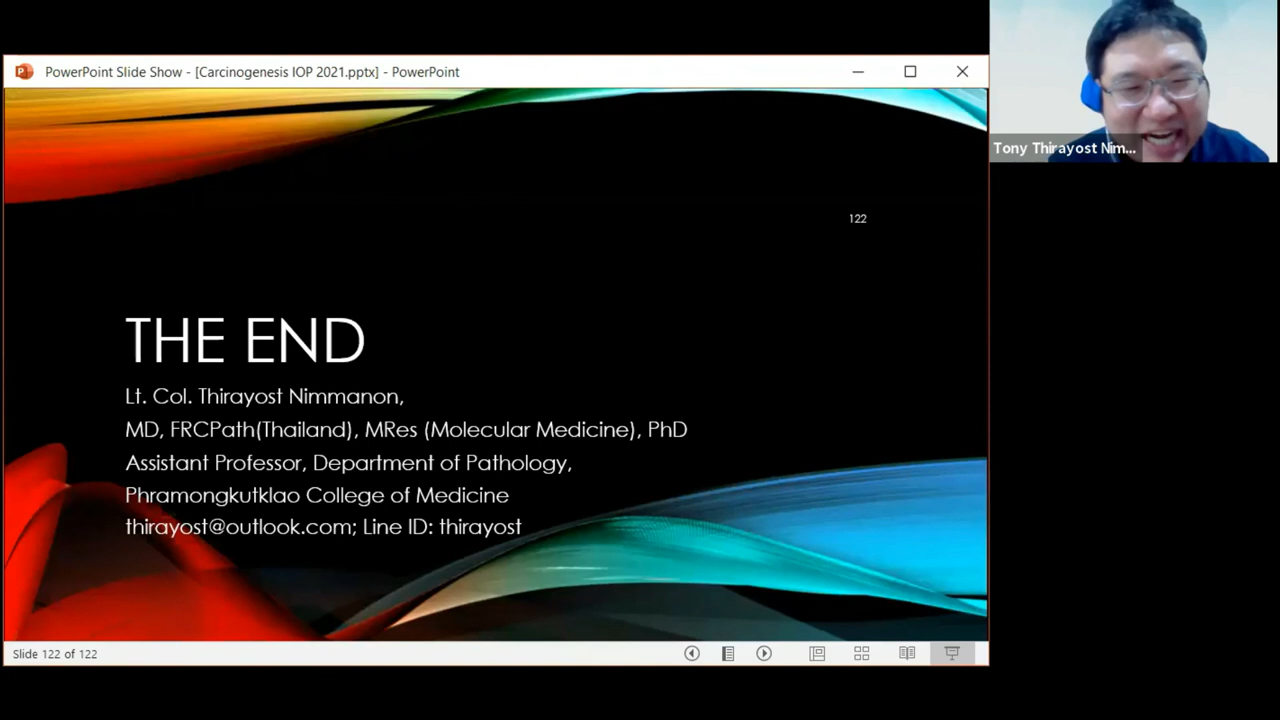 PowerPoint Slide Show - [Carcinogenesis IOP 2021.pptx] - PowerPoint
Tony Thirayost Nim...
122
THE END
Lt. Col. Thirayost Nimmanon,
MD, FRCPath(Thailand), MRes (Molecular Medicine), PhD
Assistant Professor, Department of Pathology,
Phramongkutklao College of Medicine
thirayost@outlook.com; Line ID: thirayost
Slide 122 of 122